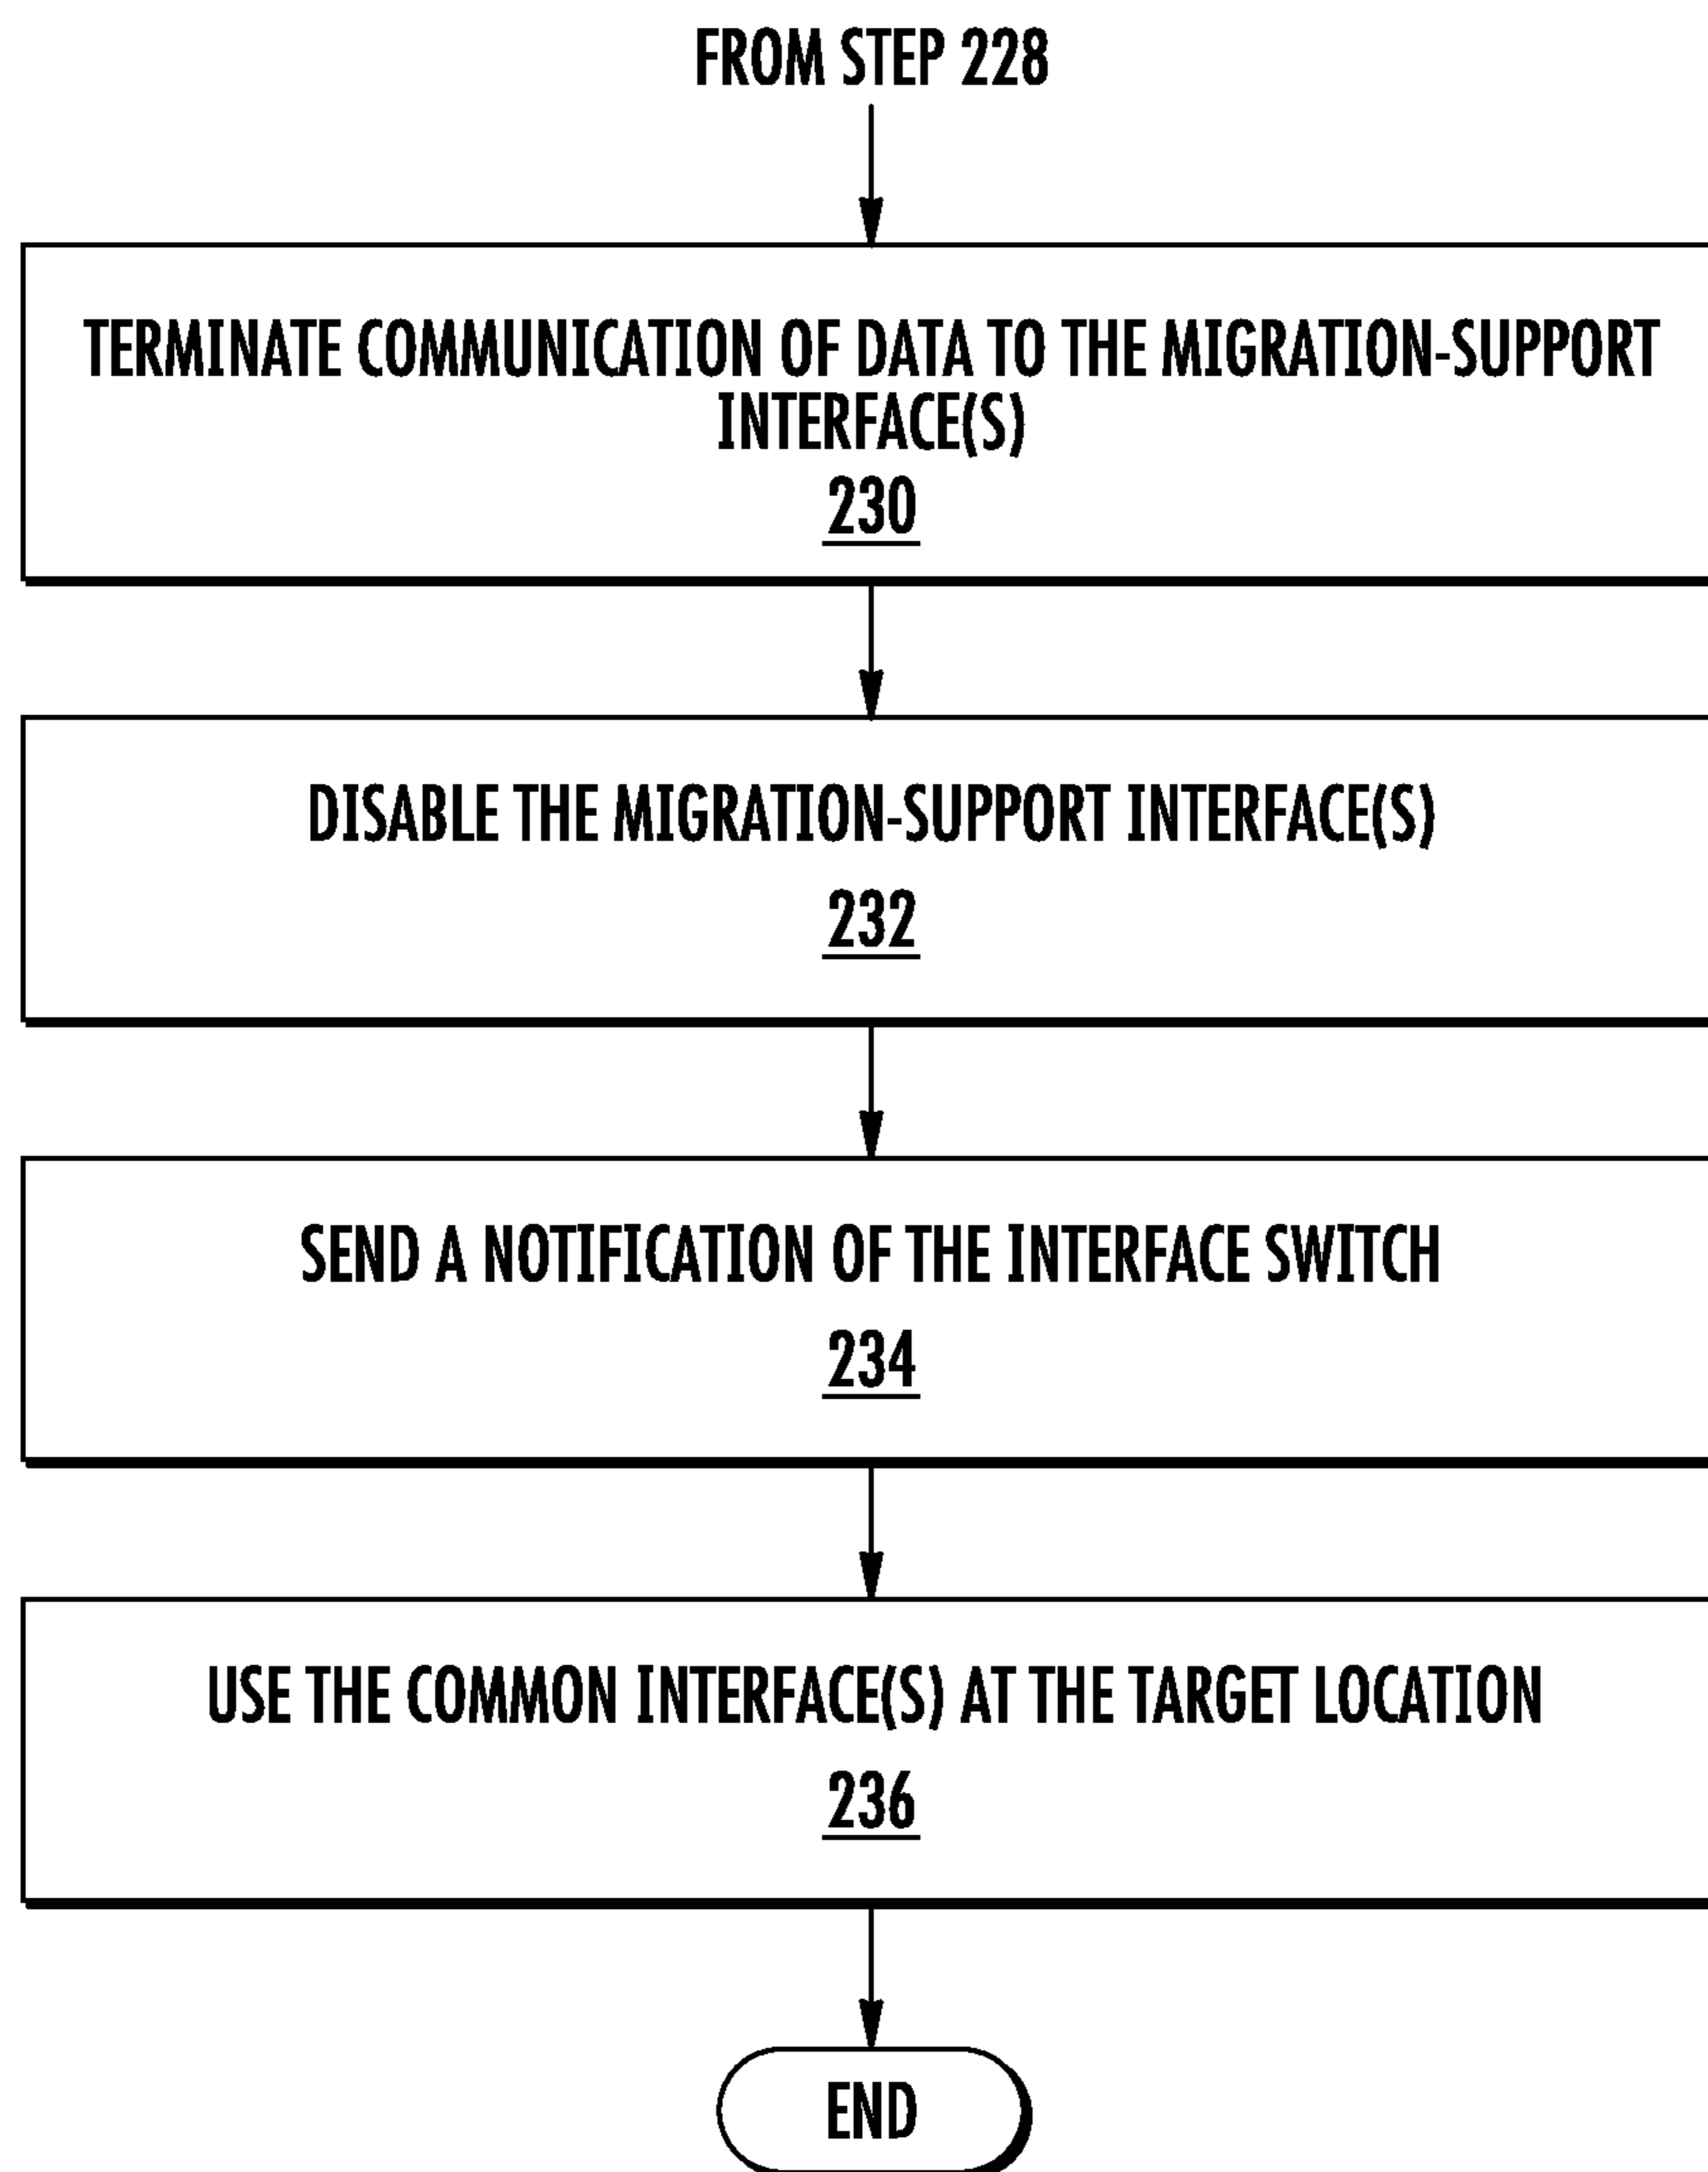 FROM STEP 228
TERMINATE COMMUNICATION OF DATA TO THE MIGRATION-SUPPORT
INTERFACE(S)
230
DISABLE THE MIGRATION-SUPPORT INTERFACE(S)
232
SEND A NOTIFICATION OF THE INTERFACE SWITCH
234
USE THE COMMON INTERFACE(S) AT THE TARGET LOCATION
236
END